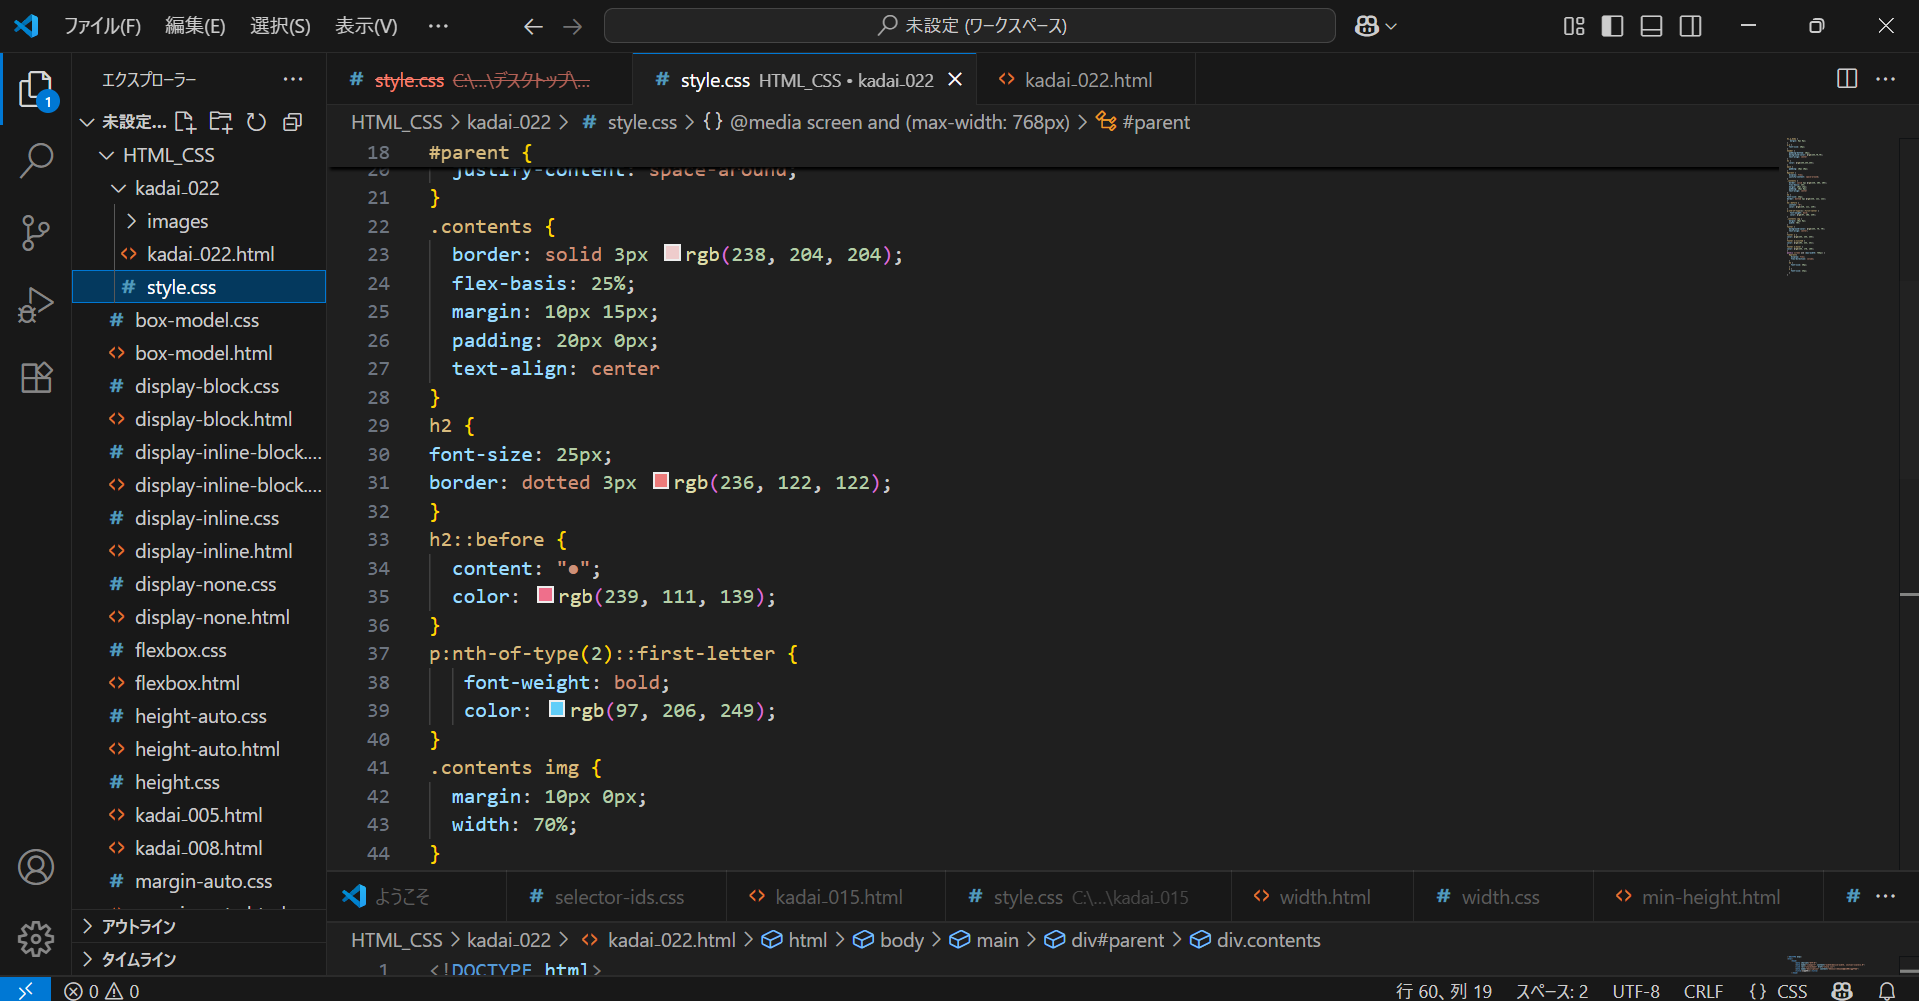 ファイル(F) 編集(E) 選択(S) 表示(V) ··· 未設定 (ワークスペース)
エクスプローラー ···
未設定...
HTML_CSS
kadai_022
images
kadai_022.html
style.css
box-model.css
box-model.html
display-block.css
display-block.html
display-inline-block....
display-inline-block....
display-inline.css
display-inline.html
display-none.css
display-none.html
flexbox.css
flexbox.html
height-auto.css
height-auto.html
height.css
kadai_005.html
kadai_008.html
margin-auto.css
アウトライン
タイムライン
1
style.css C:\...\デスクトップ\... style.css HTML_CSS • kadai_022 kadai_022.html
HTML_CSS > kadai_022 > # style.css > {} @media screen and (max-width: 768px) > #parent
18 #parent {
20 justify-content: space-around;
21 }
22 .contents {
23 border: solid 3px rgb(238, 204, 204);
24 flex-basis: 25%;
25 margin: 10px 15px;
26 padding: 20px 0px;
27 text-align: center
28 }
29 h2 {
30 font-size: 25px;
31 border: dotted 3px rgb(236, 122, 122);
32 }
33 h2::before {
34 content: "●";
35 color: rgb(239, 111, 139);
36 }
37 p:nth-of-type(2)::first-letter {
38 font-weight: bold;
39 color: rgb(97, 206, 249);
40 }
41 .contents img {
42 margin: 10px 0px;
43 width: 70%;
44 }
ようこそ # selector-ids.css <> kadai_015.html # style.css C:\...\kadai_015 <> width.html # width.css <> min-height.html # ···
HTML_CSS > kadai_022 > <> kadai_022.html > html > body > main > div#parent > div.contents
1 <!DOCTYPE html>
0 0 行 60、列 19 スペース: 2 UTF-8 CRLF {} CSS